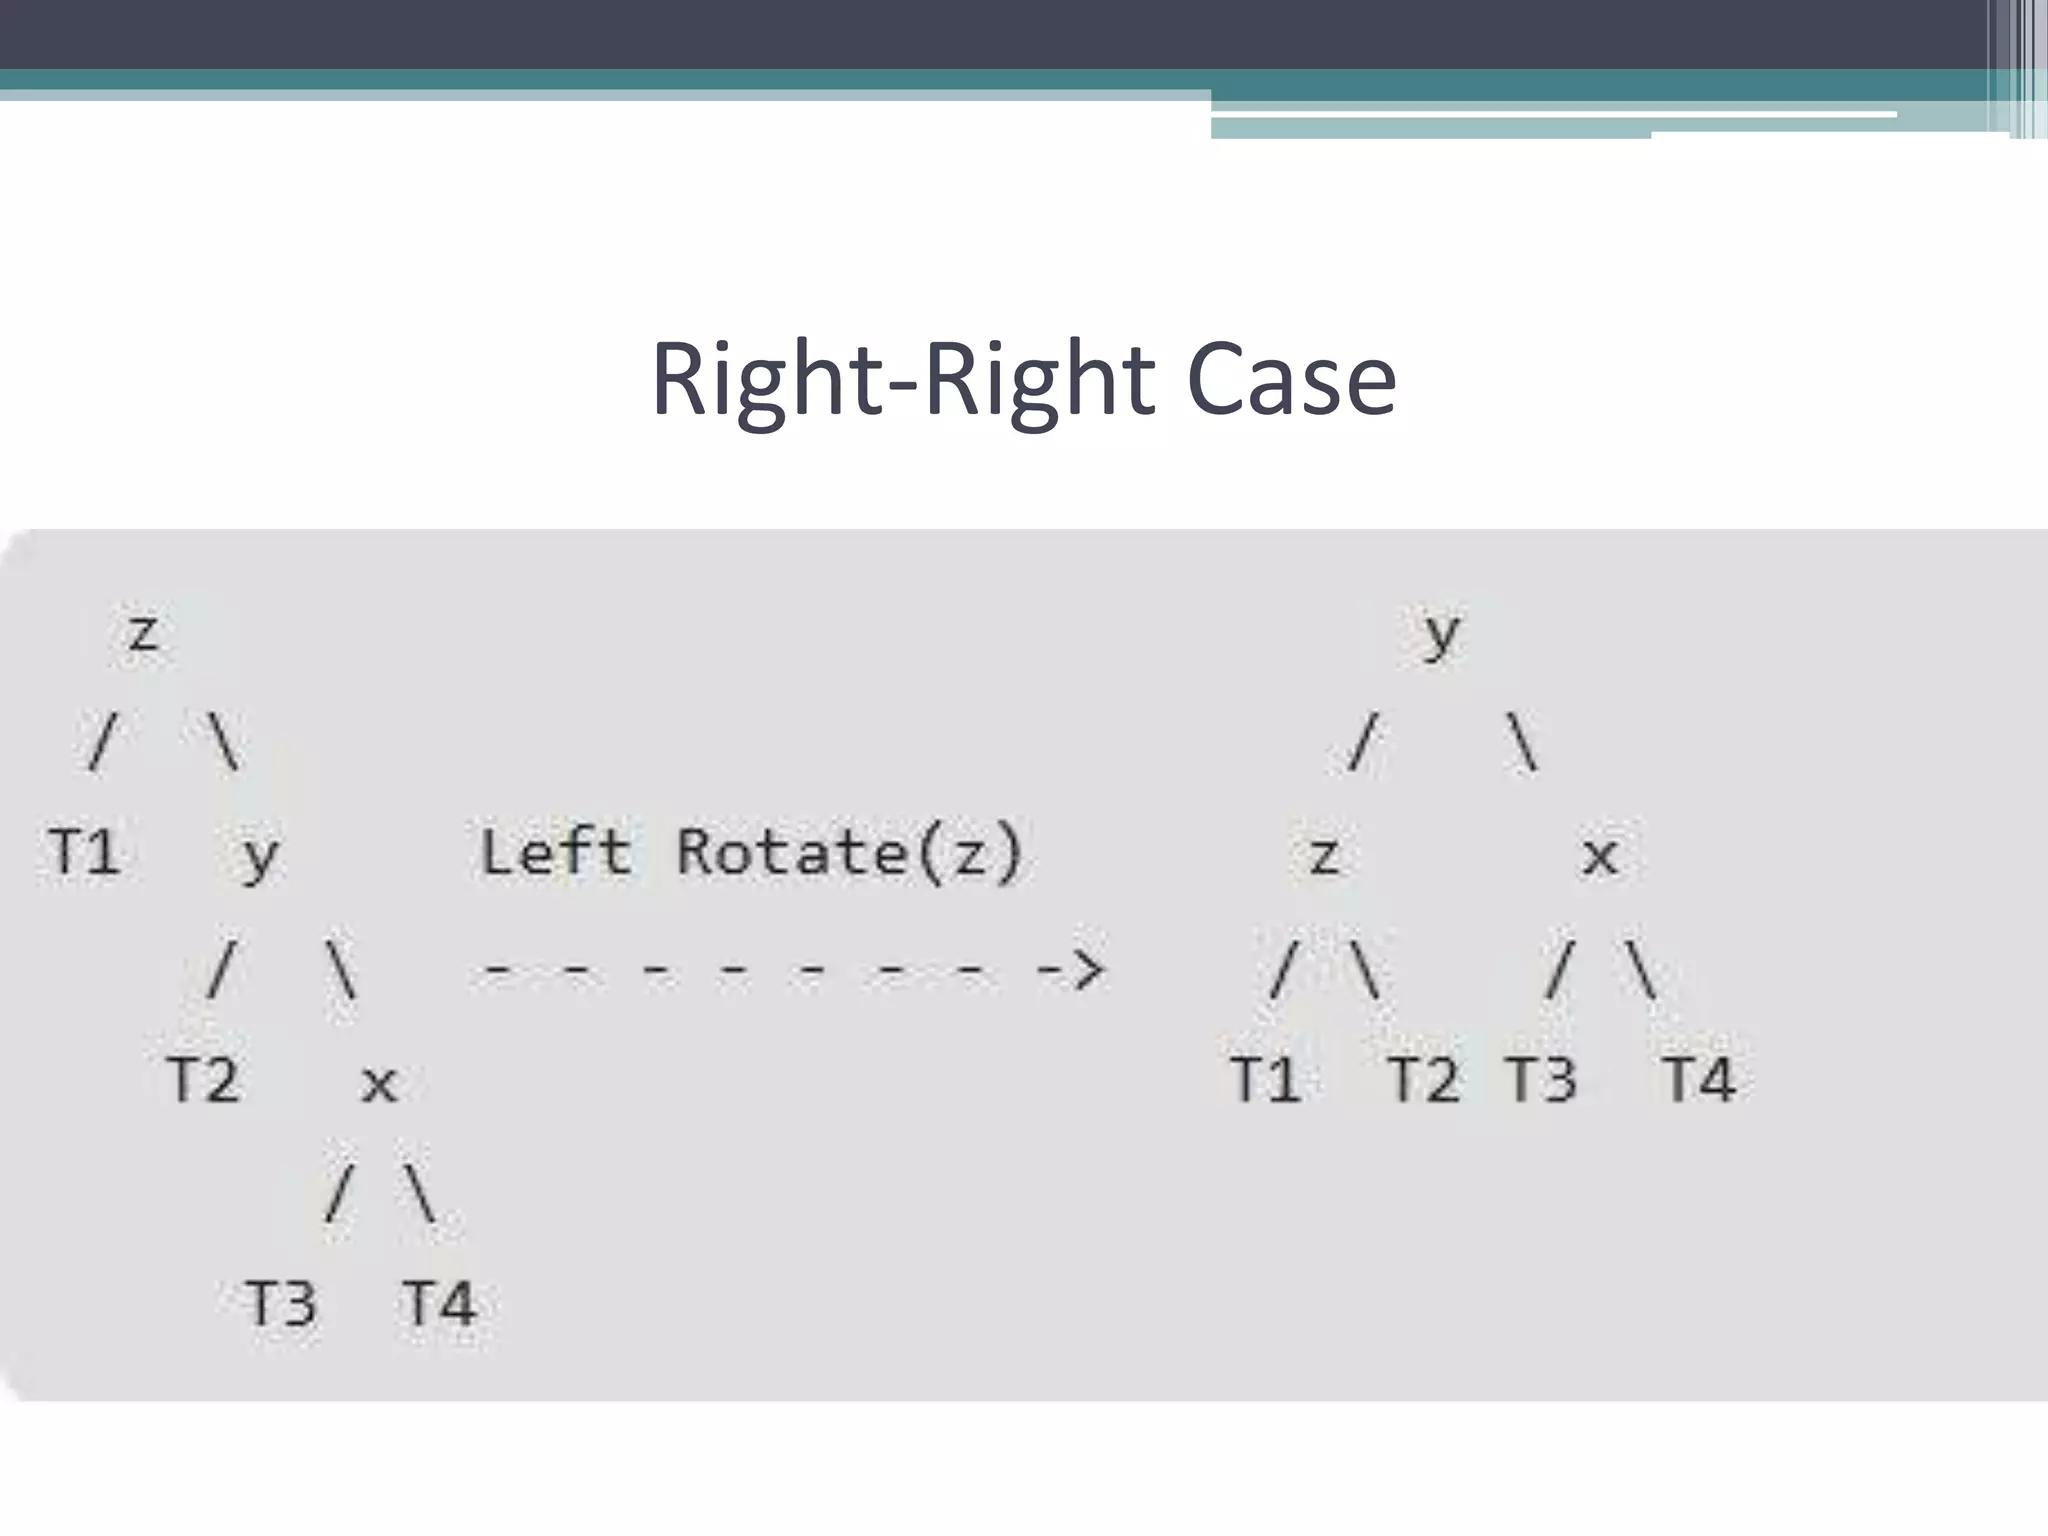 Right-Right Case
z y
/ \ / \
T1 y Left Rotate(z) z x
/ \ - - - - - - - -> / \ / \
T2 x T1 T2 T3 T4
/ \
T3 T4